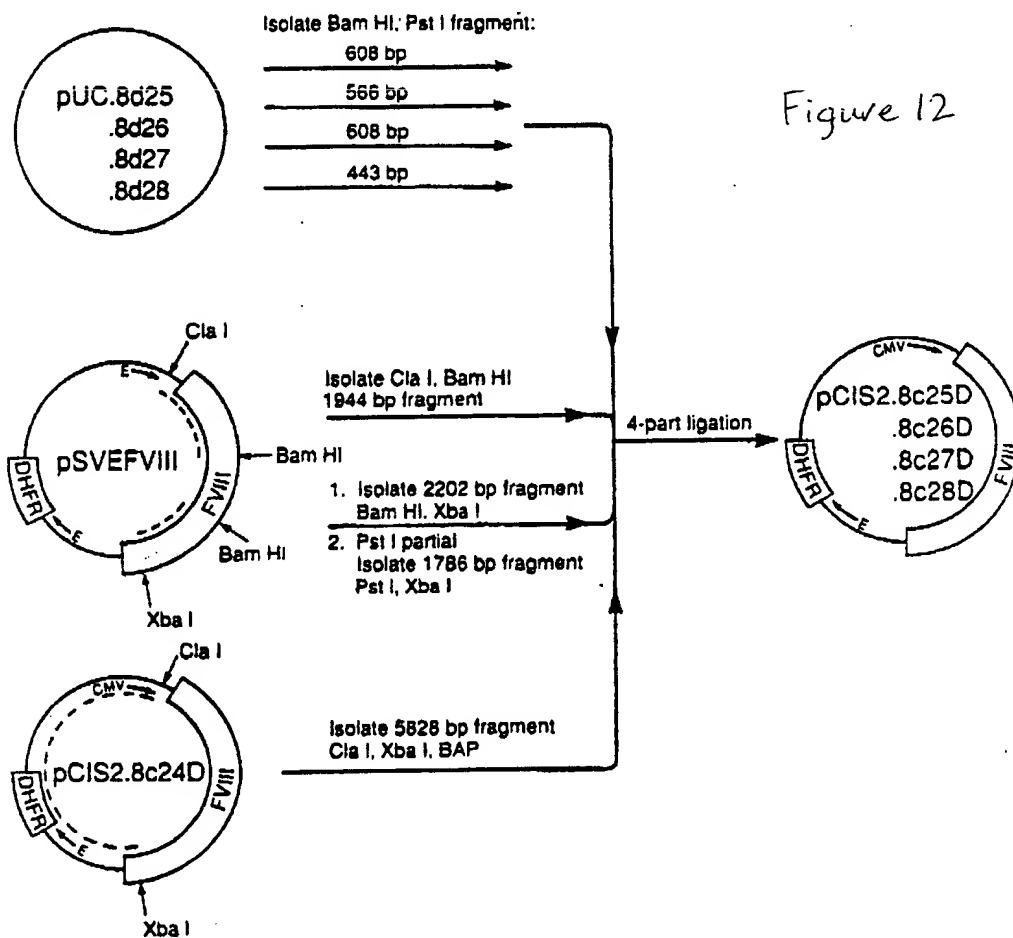 Isolate Bam HI, Pst I fragment:
608 bp
566 bp
608 bp
443 bp
pUC.8d25
.8d26
.8d27
.8d28
Figure 12
Cla I
E
pSVEFVIII
DHFR
E
FVIII
Bam HI
Bam HI
Xba I
Isolate Cla I, Bam HI
1944 bp fragment
1. Isolate 2202 bp fragment
Bam HI, Xba I
2. Pst I partial
Isolate 1786 bp fragment
Pst I, Xba I
4-part ligation
CMV
pCIS2.8c25D
.8c26D
.8c27D
.8c28D
DHFR
E
FVIII
Cla I
CMV
pCIS2.8c24D
DHFR
E
FVIII
Xba I
Isolate 5828 bp fragment
Cla I, Xba I, BAP